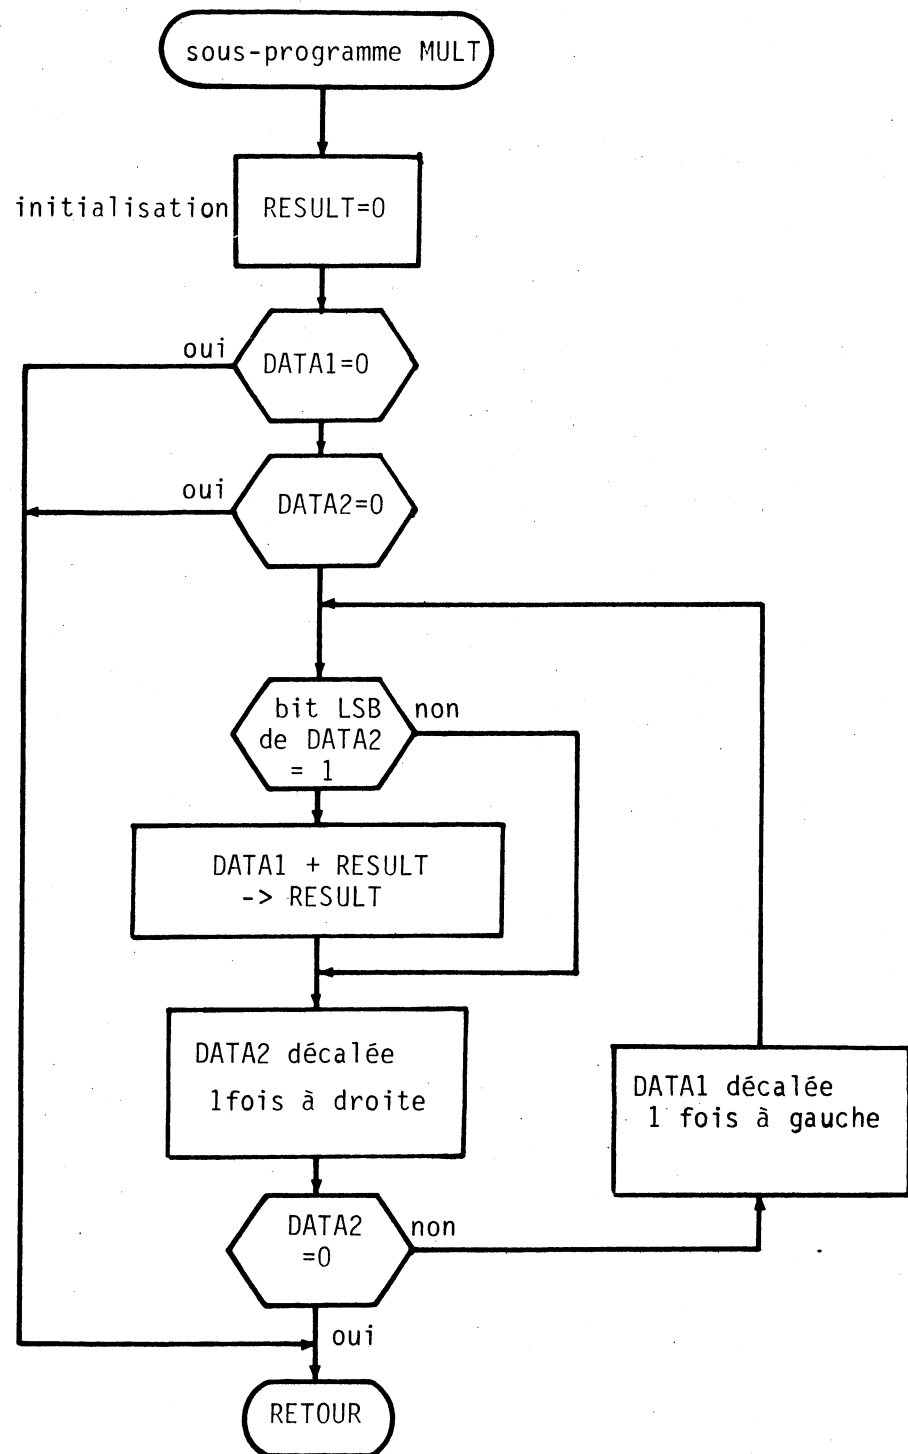 sous-programme MULT
initialisation
RESULT=0
oui
DATA1=0
oui
DATA2=0
bit LSB
de DATA2
= 1
non
DATA1 + RESULT
-> RESULT
DATA2 décalée
1fois à droite
DATA1 décalée
1 fois à gauche
DATA2
=0
non
oui
RETOUR